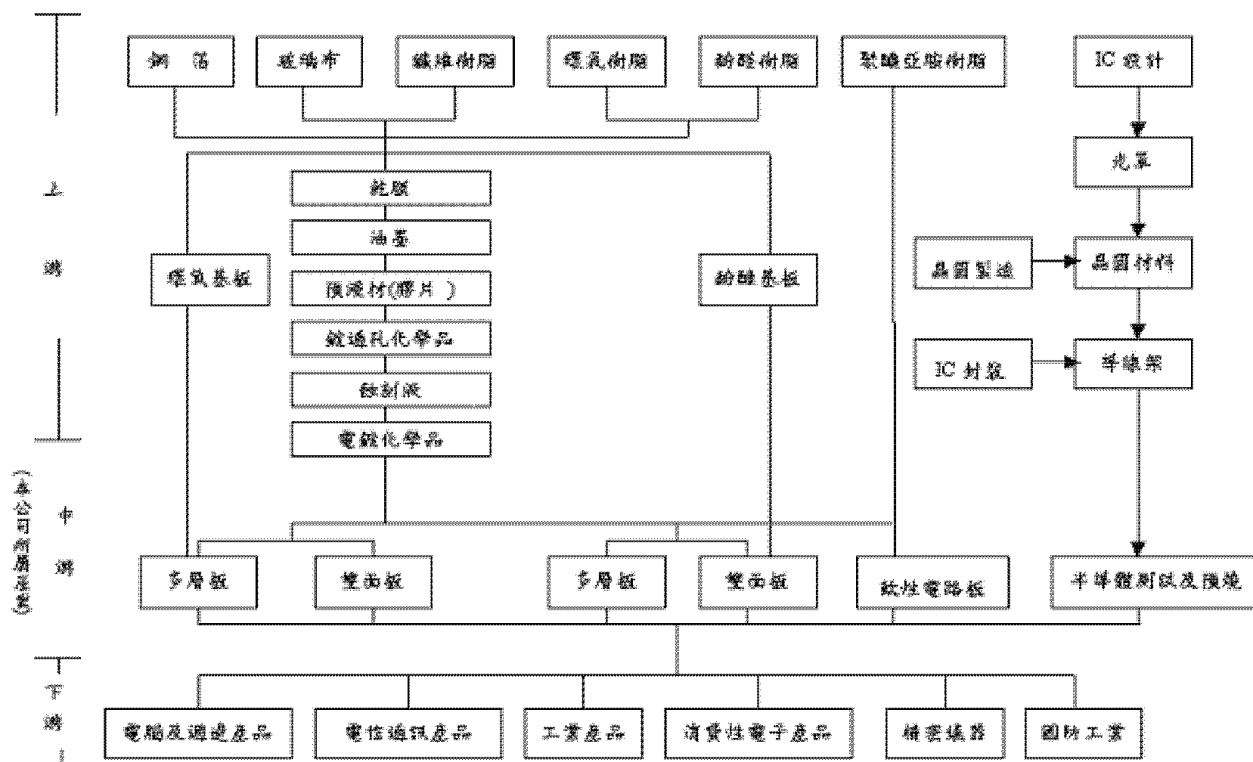 銅 箔
玻璃布
纖維樹脂
環氧樹脂
酚醛樹脂
聚醯亞胺樹脂
IC 設計
光罩
上
游
乾膜
油墨
晶圓製造
晶圓材料
環氧基板
預浸材(膠片 )
酚醛基板
鍍通孔化學品
IC 封裝
導線架
蝕刻液
電鍍化學品
中
游
(本公司所屬產業)
多層板
雙面板
多層板
雙面板
軟性電路板
半導體測以及預燒
下
游
電腦及週邊產品
電信通訊產品
工業產品
消費性電子產品
精密儀器
國防工業